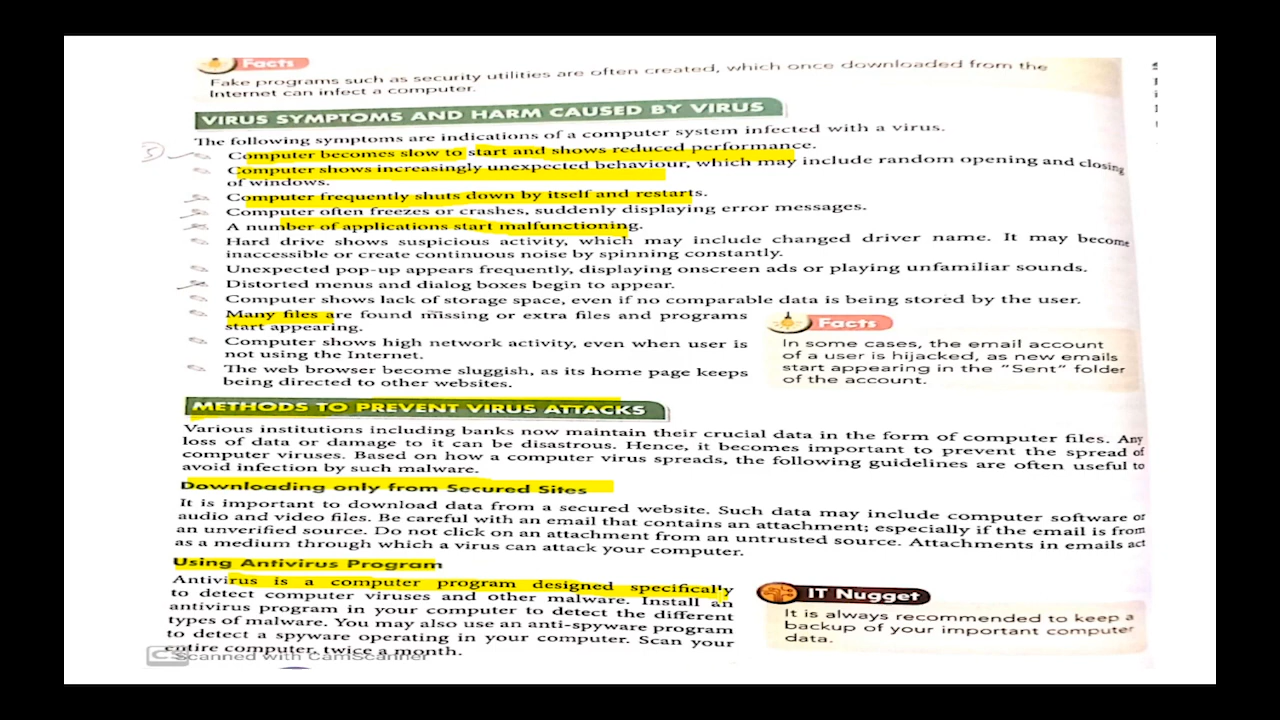 Facts
Fake programs such as security utilities are often created, which once downloaded from the
Internet can infect a computer.
VIRUS SYMPTOMS AND HARM CAUSED BY VIRUS
The following symptoms are indications of a computer system infected with a virus.
Computer becomes slow to start and shows reduced performance.
Computer shows increasingly unexpected behaviour, which may include random opening and closing
of windows.
Computer frequently shuts down by itself and restarts.
Computer often freezes or crashes, suddenly displaying error messages.
A number of applications start malfunctioning.
Hard drive shows suspicious activity, which may include changed driver name. It may become
inaccessible or create continuous noise by spinning constantly.
Unexpected pop-up appears frequently, displaying onscreen ads or playing unfamiliar sounds.
Distorted menus and dialog boxes begin to appear.
Computer shows lack of storage space, even if no comparable data is being stored by the user.
Many files are found missing or extra files and programs
start appearing.
Computer shows high network activity, even when user is
not using the Internet.
The web browser become sluggish, as its home page keeps
being directed to other websites.
Facts
In some cases, the email account
of a user is hijacked, as new emails
start appearing in the "Sent" folder
of the account.
METHODS TO PREVENT VIRUS ATTACKS
Various institutions including banks now maintain their crucial data in the form of computer files. Any
loss of data or damage to it can be disastrous. Hence, it becomes important to prevent the spread of
computer viruses. Based on how a computer virus spreads, the following guidelines are often useful to
avoid infection by such malware.
Downloading only from Secured Sites
It is important to download data from a secured website. Such data may include computer software or
audio and video files. Be careful with an email that contains an attachment; especially if the email is from
an unverified source. Do not click on an attachment from an untrusted source. Attachments in emails act
as a medium through which a virus can attack your computer.
Using Antivirus Program
Antivirus is a computer program designed specifically
to detect computer viruses and other malware. Install an
antivirus program in your computer to detect the different
types of malware. You may also use an anti-spyware program
to detect a spyware operating in your computer. Scan your
entire computer, twice a month.
IT Nugget
It is always recommended to keep a
backup of your important computer
data.
CS Scanned with CamScanner